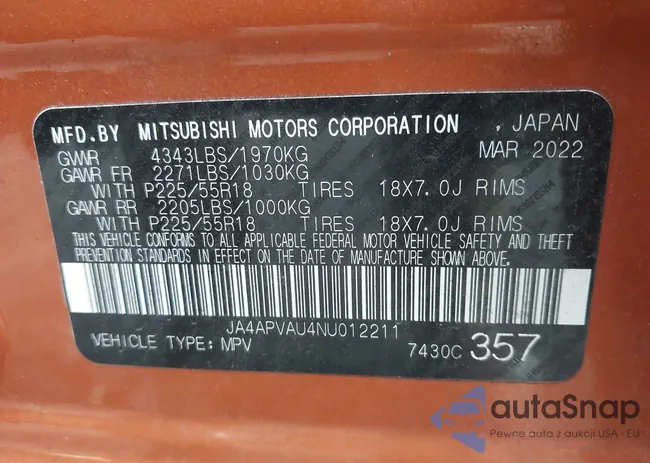 MFD.BY MITSUBISHI MOTORS CORPORATION , JAPAN
GVWR 4343LBS/1970KG MAR 2022
GAWR FR 2271LBS/1030KG
WITH P225/55R18 TIRES 18X7.0J RIMS
GAWR RR 2205LBS/1000KG
WITH P225/55R18 TIRES 18X7.0J RIMS
THIS VEHICLE CONFORMS TO ALL APPLICABLE FEDERAL MOTOR VEHICLE SAFETY AND THEFT
PREVENTION STANDARDS IN EFFECT ON THE DATE OF MANUFACTURE SHOWN ABOVE.
JA4APVAU4NU012211
VEHICLE TYPE: MPV 7430C 357
autaSnap
Pewne auta z aukcji USA i EU